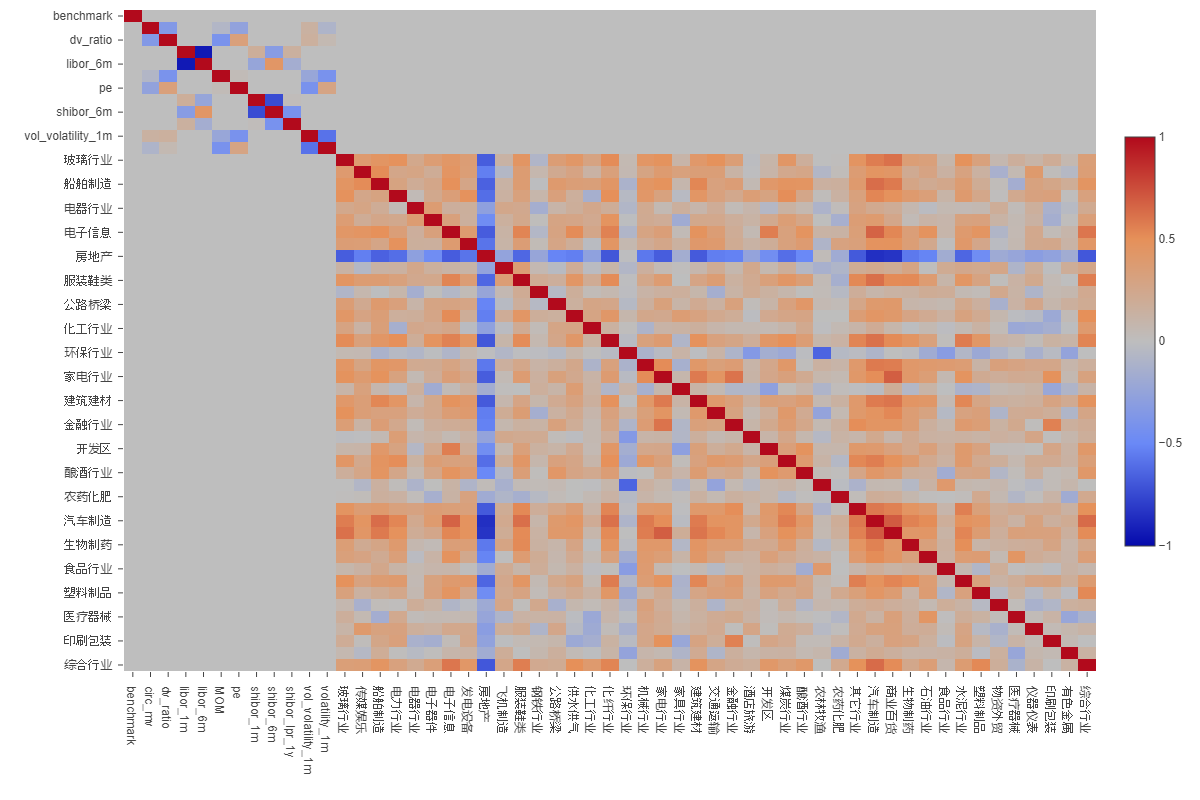 benchmark
dv_ratio
libor_6m
pe
shibor_6m
vol_volatility_1m
玻璃行业
船舶制造
电器行业
电子信息
房地产
服装鞋类
公路桥梁
化工行业
环保行业
家电行业
建筑建材
金融行业
开发区
酿酒行业
农药化肥
汽车制造
生物制药
食品行业
塑料制品
医疗器械
印刷包装
综合行业
benchmark
circ_mv
dv_ratio
libor_1m
libor_6m
MOM
pe
shibor_1m
shibor_6m
shibor_lpr_1y
vol_volatility_1m
volatility_1m
玻璃行业
传媒娱乐
船舶制造
电力行业
电器行业
电子器件
电子信息
发电设备
房地产
飞机制造
服装鞋类
钢铁行业
公路桥梁
供水供气
化工行业
化纤行业
环保行业
机械行业
家电行业
家具行业
建筑建材
交通运输
金融行业
酒店旅游
开发区
煤炭行业
酿酒行业
农林牧渔
农药化肥
其它行业
汽车制造
商业百货
生物制药
石油行业
食品行业
水泥行业
塑料制品
物资外贸
医疗器械
仪器仪表
印刷包装
有色金属
综合行业
1
0.5
0
−0.5
−1